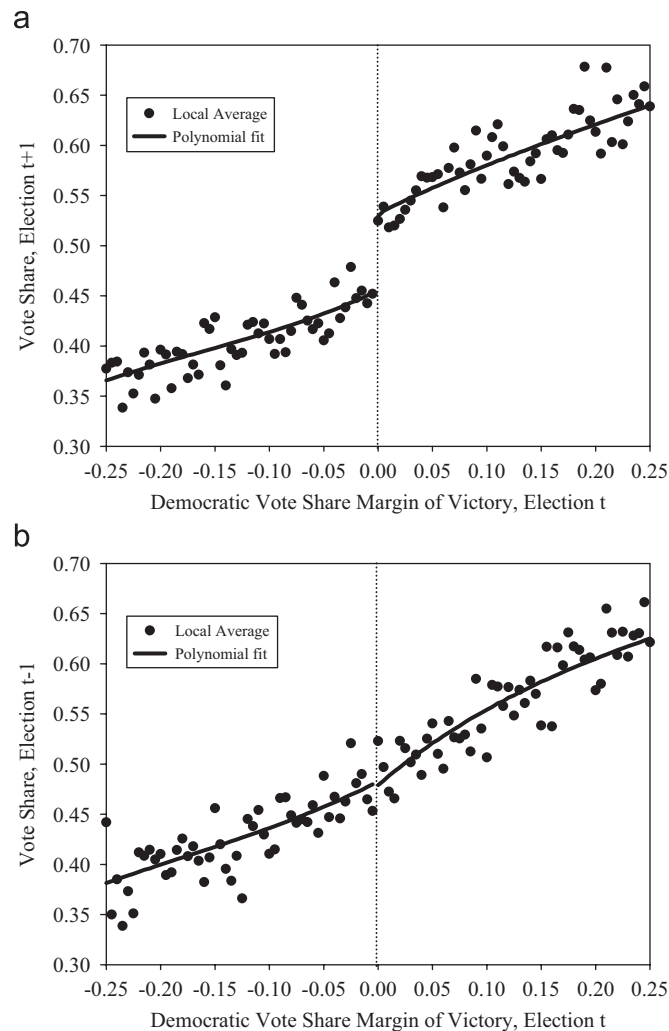 a
0.70
0.65
0.60
0.55
0.50
0.45
0.40
0.35
0.30
Vote Share, Election t+1
Local Average
Polynomial fit
-0.25 -0.20 -0.15 -0.10 -0.05 0.00 0.05 0.10 0.15 0.20 0.25
Democratic Vote Share Margin of Victory, Election t
b
0.70
0.65
0.60
0.55
0.50
0.45
0.40
0.35
0.30
Vote Share, Election t-1
Local Average
Polynomial fit
-0.25 -0.20 -0.15 -0.10 -0.05 0.00 0.05 0.10 0.15 0.20 0.25
Democratic Vote Share Margin of Victory, Election t